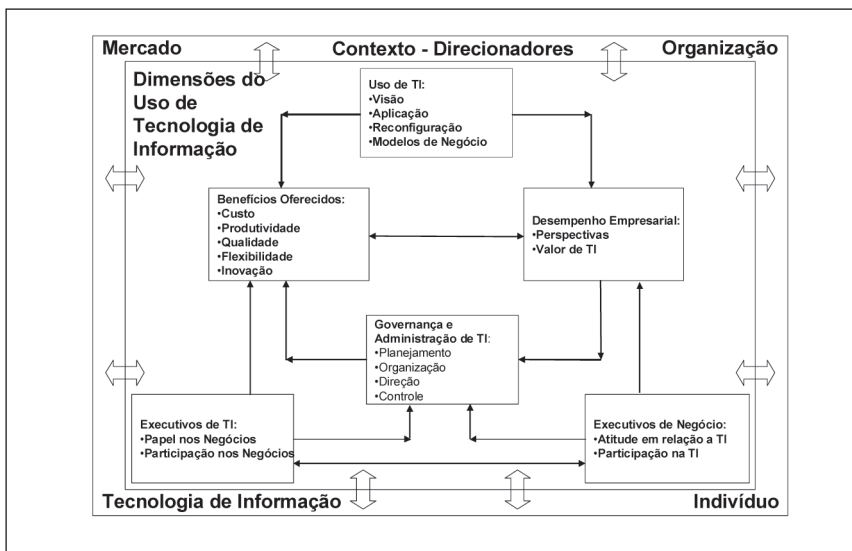 Mercado
Contexto - Direcionadores
Organização
Dimensões do
Uso de
Tecnologia de
Informação
Uso de TI:
•Visão
•Aplicação
•Reconfiguração
•Modelos de Negócio
Benefícios Oferecidos:
•Custo
•Produtividade
•Qualidade
•Flexibilidade
•Inovação
Desempenho Empresarial:
•Perspectivas
•Valor de TI
Governança e
Administração de TI:
•Planejamento
•Organização
•Direção
•Controle
Executivos de TI:
•Papel nos Negócios
•Participação nos Negócios
Executivos de Negócio:
•Atitude em relação a TI
•Participação na TI
Tecnologia de Informação
Indivíduo